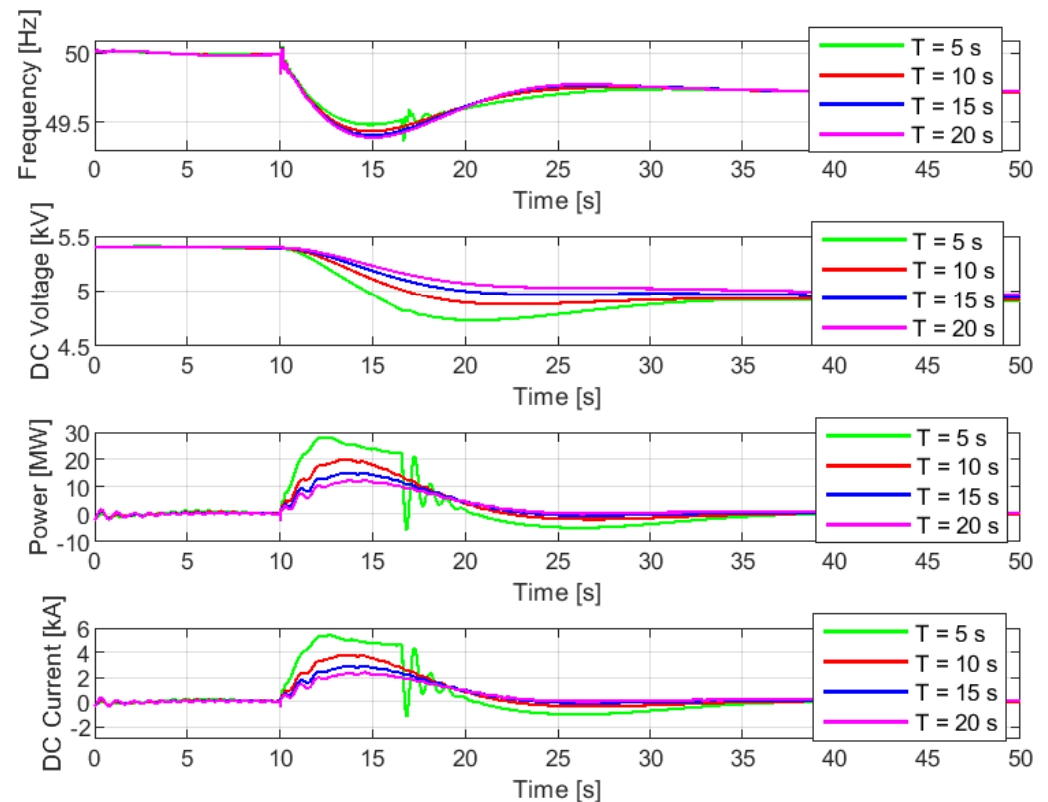 Frequency [Hz]
50
49.5
T = 5 s
T = 10 s
T = 15 s
T = 20 s
0 5 10 15 20 25 30 35 40 45 50
Time [s]
DC Voltage [kV]
5.5
5
4.5
T = 5 s
T = 10 s
T = 15 s
T = 20 s
0 5 10 15 20 25 30 35 40 45 50
Time [s]
Power [MW]
30
20
10
0
-10
T = 5 s
T = 10 s
T = 15 s
T = 20 s
0 5 10 15 20 25 30 35 40 45 50
Time [s]
DC Current [kA]
6
4
2
0
-2
T = 5 s
T = 10 s
T = 15 s
T = 20 s
0 5 10 15 20 25 30 35 40 45 50
Time [s]